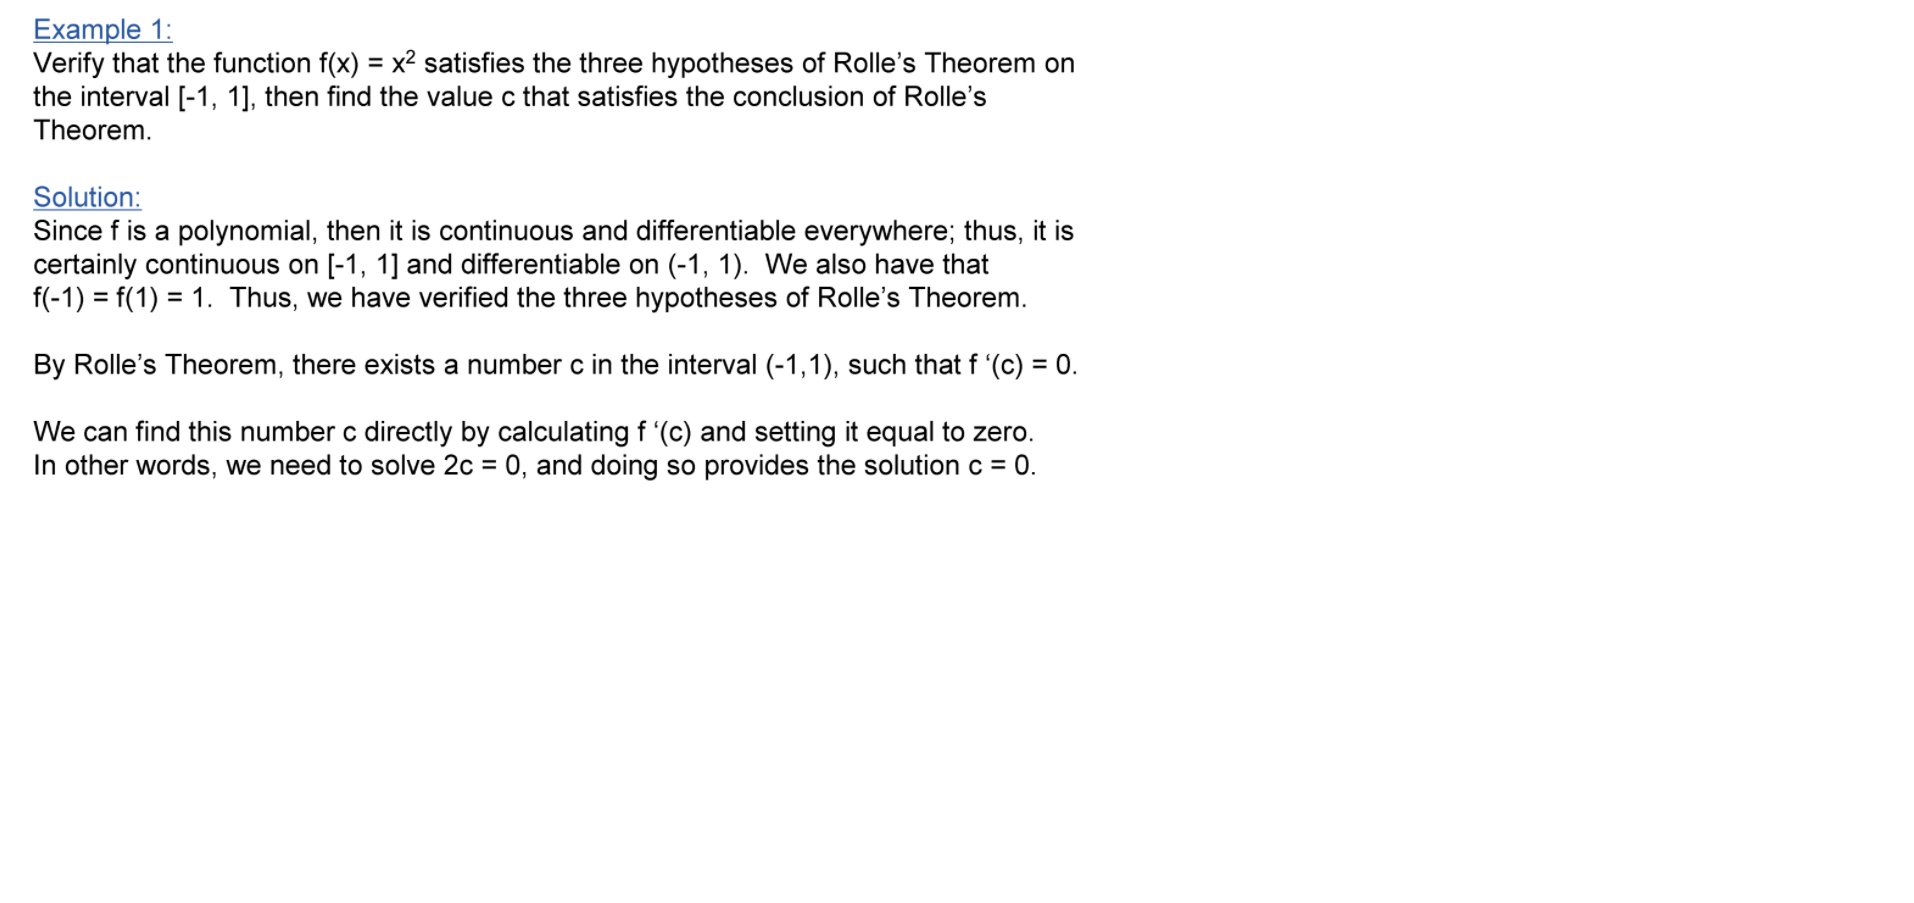 Example 1:
Verify that the function f(x) = x² satisfies the three hypotheses of Rolle’s Theorem on
the interval [-1, 1], then find the value c that satisfies the conclusion of Rolle’s
Theorem.
Solution:
Since f is a polynomial, then it is continuous and differentiable everywhere; thus, it is
certainly continuous on [-1, 1] and differentiable on (-1, 1).  We also have that
f(-1) = f(1) = 1.  Thus, we have verified the three hypotheses of Rolle’s Theorem.
By Rolle’s Theorem, there exists a number c in the interval (-1,1), such that f ‘(c) = 0.
We can find this number c directly by calculating f ‘(c) and setting it equal to zero.
In other words, we need to solve 2c = 0, and doing so provides the solution c = 0.